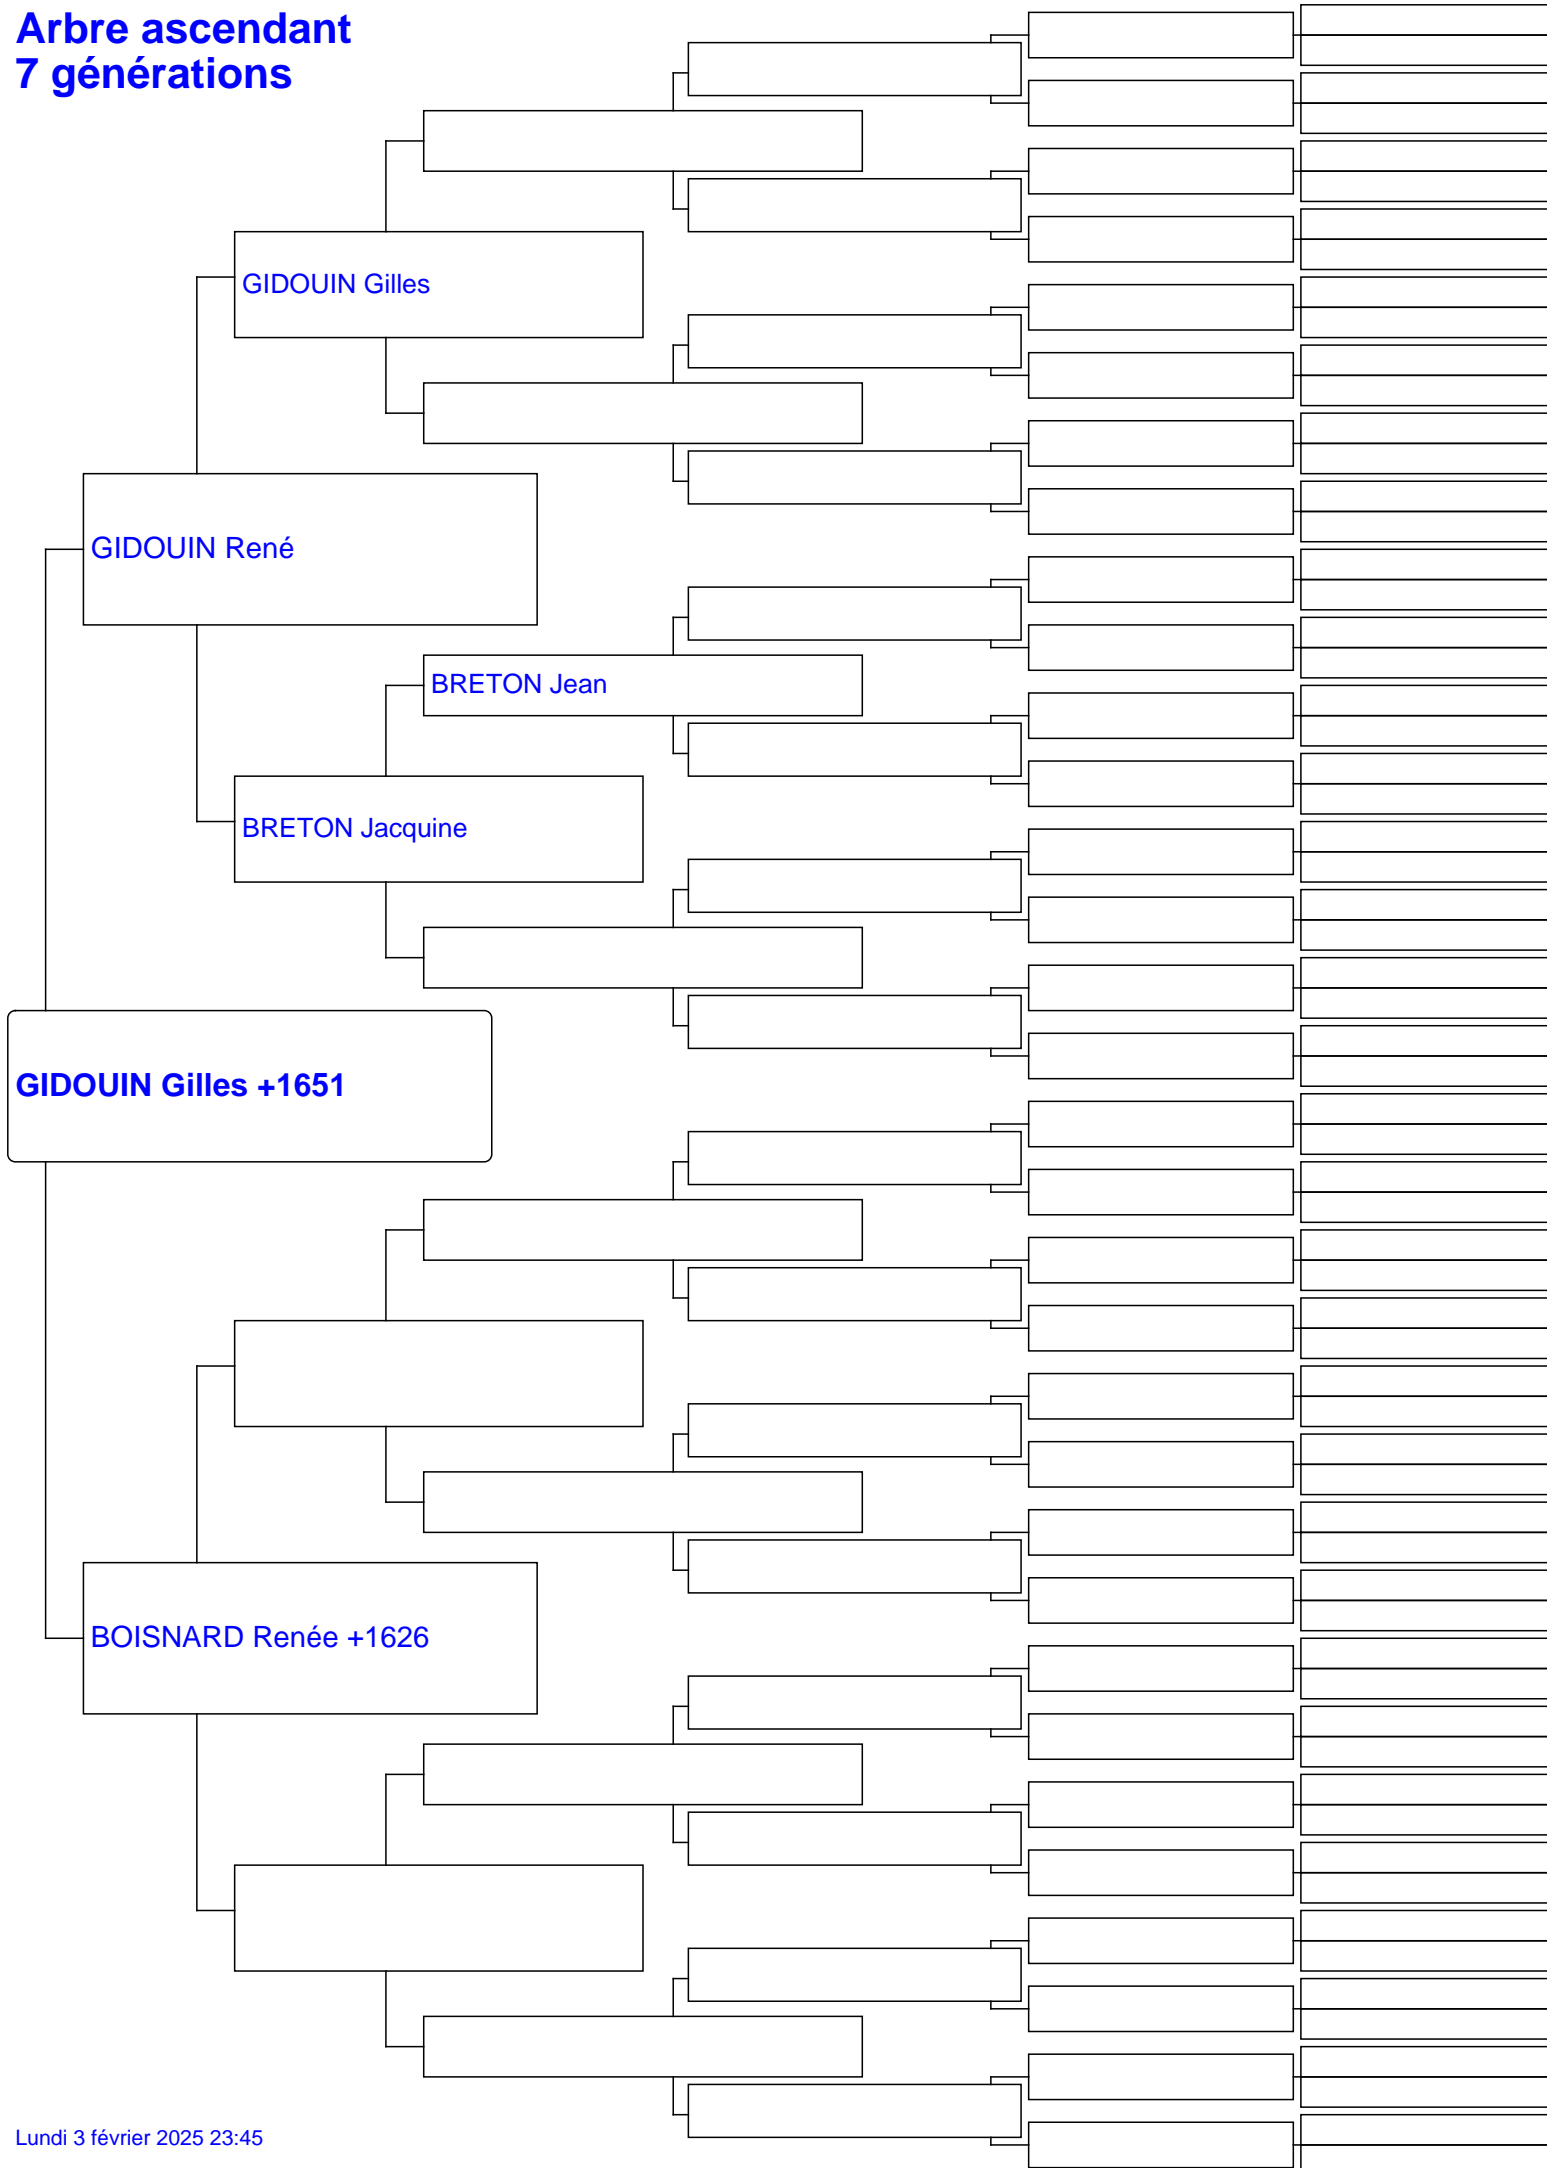 Arbre ascendant
7 générations
GIDOUIN Gilles
GIDOUIN René
BRETON Jean
BRETON Jacquine
GIDOUIN Gilles +1651
BOISNARD Renée +1626
Lundi 3 février 2025 23:45